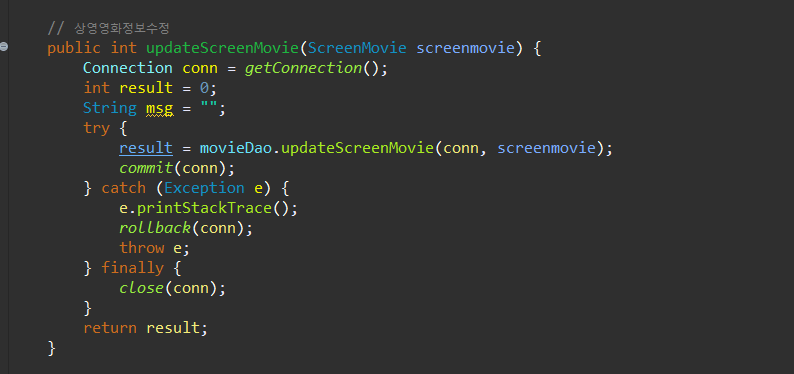 // 상영영화정보수정
public int updateScreenMovie(ScreenMovie screenmovie) {
Connection conn = getConnection();
int result = 0;
String msg = "";
try {
result = movieDao.updateScreenMovie(conn, screenmovie);
commit(conn);
} catch (Exception e) {
e.printStackTrace();
rollback(conn);
throw e;
} finally {
close(conn);
}
return result;
}